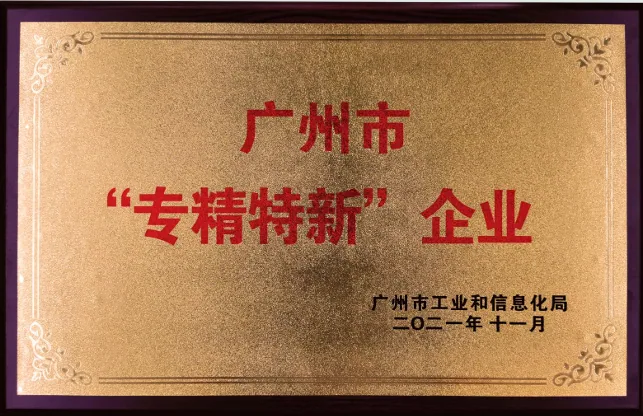 广州市
“专精特新”企业
广州市工业和信息化局
二〇二一年十一月